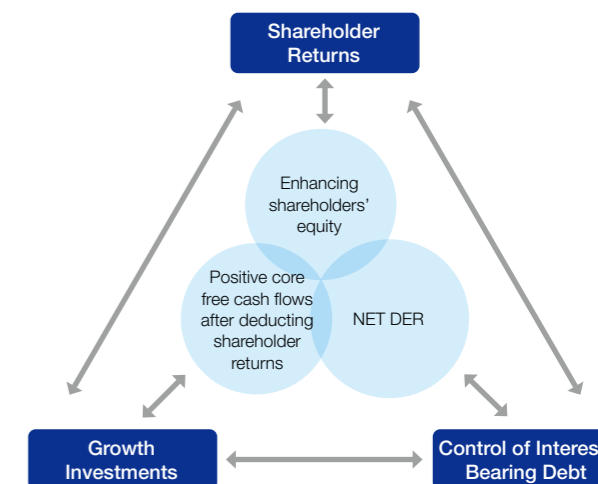 Shareholder
Returns
Enhancing
shareholders'
equity
Positive core
free cash flows
after deducting
shareholder
returns
NET DER
Growth
Investments
Control of Interes
Bearing Debt